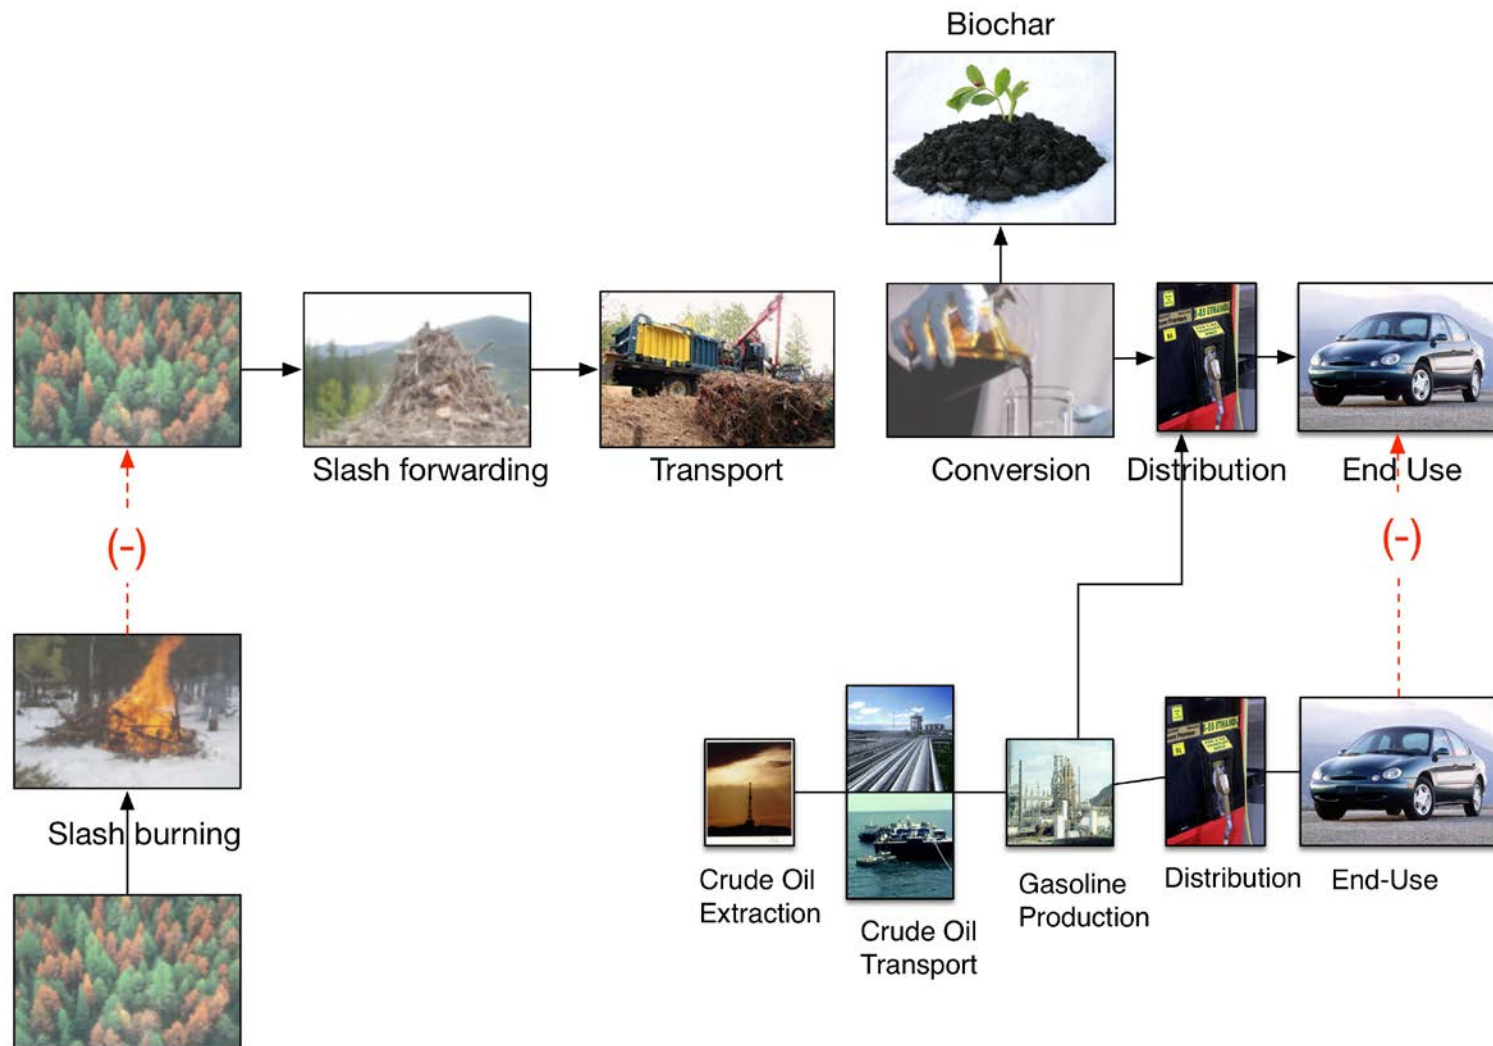 Biochar
Slash forwarding
Transport
Conversion
Distribution
End Use
(-)
(-)
Slash burning
Crude Oil
Extraction
Crude Oil
Transport
Gasoline
Production
Distribution
End-Use